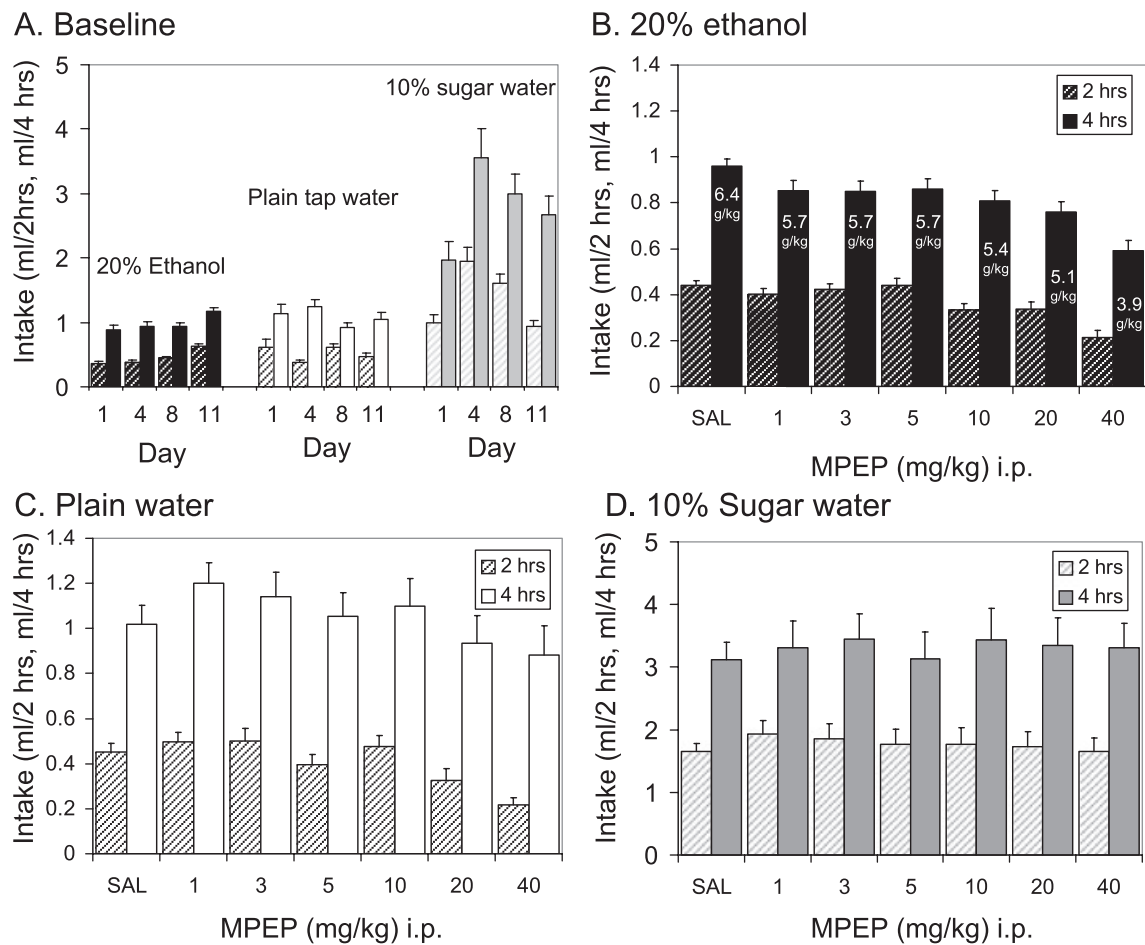 A. Baseline
Intake (ml/2hrs, ml/4 hrs)
5
4
3
2
1
0
20% Ethanol
Plain tap water
10% sugar water
1 4 8 11
1 4 8 11
1 4 8 11
Day
Day
Day
B. 20% ethanol
Intake (ml/2 hrs, ml/4 hrs)
1.4
1.2
1
0.8
0.6
0.4
0.2
0
2 hrs
4 hrs
6.4
g/kg
5.7
g/kg
5.7
g/kg
5.7
g/kg
5.4
g/kg
5.1
g/kg
3.9
g/kg
SAL 1 3 5 10 20 40
MPEP (mg/kg) i.p.
C. Plain water
Intake (ml/2 hrs, ml/4 hrs)
1.4
1.2
1
0.8
0.6
0.4
0.2
0
2 hrs
4 hrs
SAL 1 3 5 10 20 40
MPEP (mg/kg) i.p.
D. 10% Sugar water
Intake (ml/2 hrs, ml/4 hrs)
5
4
3
2
1
0
2 hrs
4 hrs
SAL 1 3 5 10 20 40
MPEP (mg/kg) i.p.